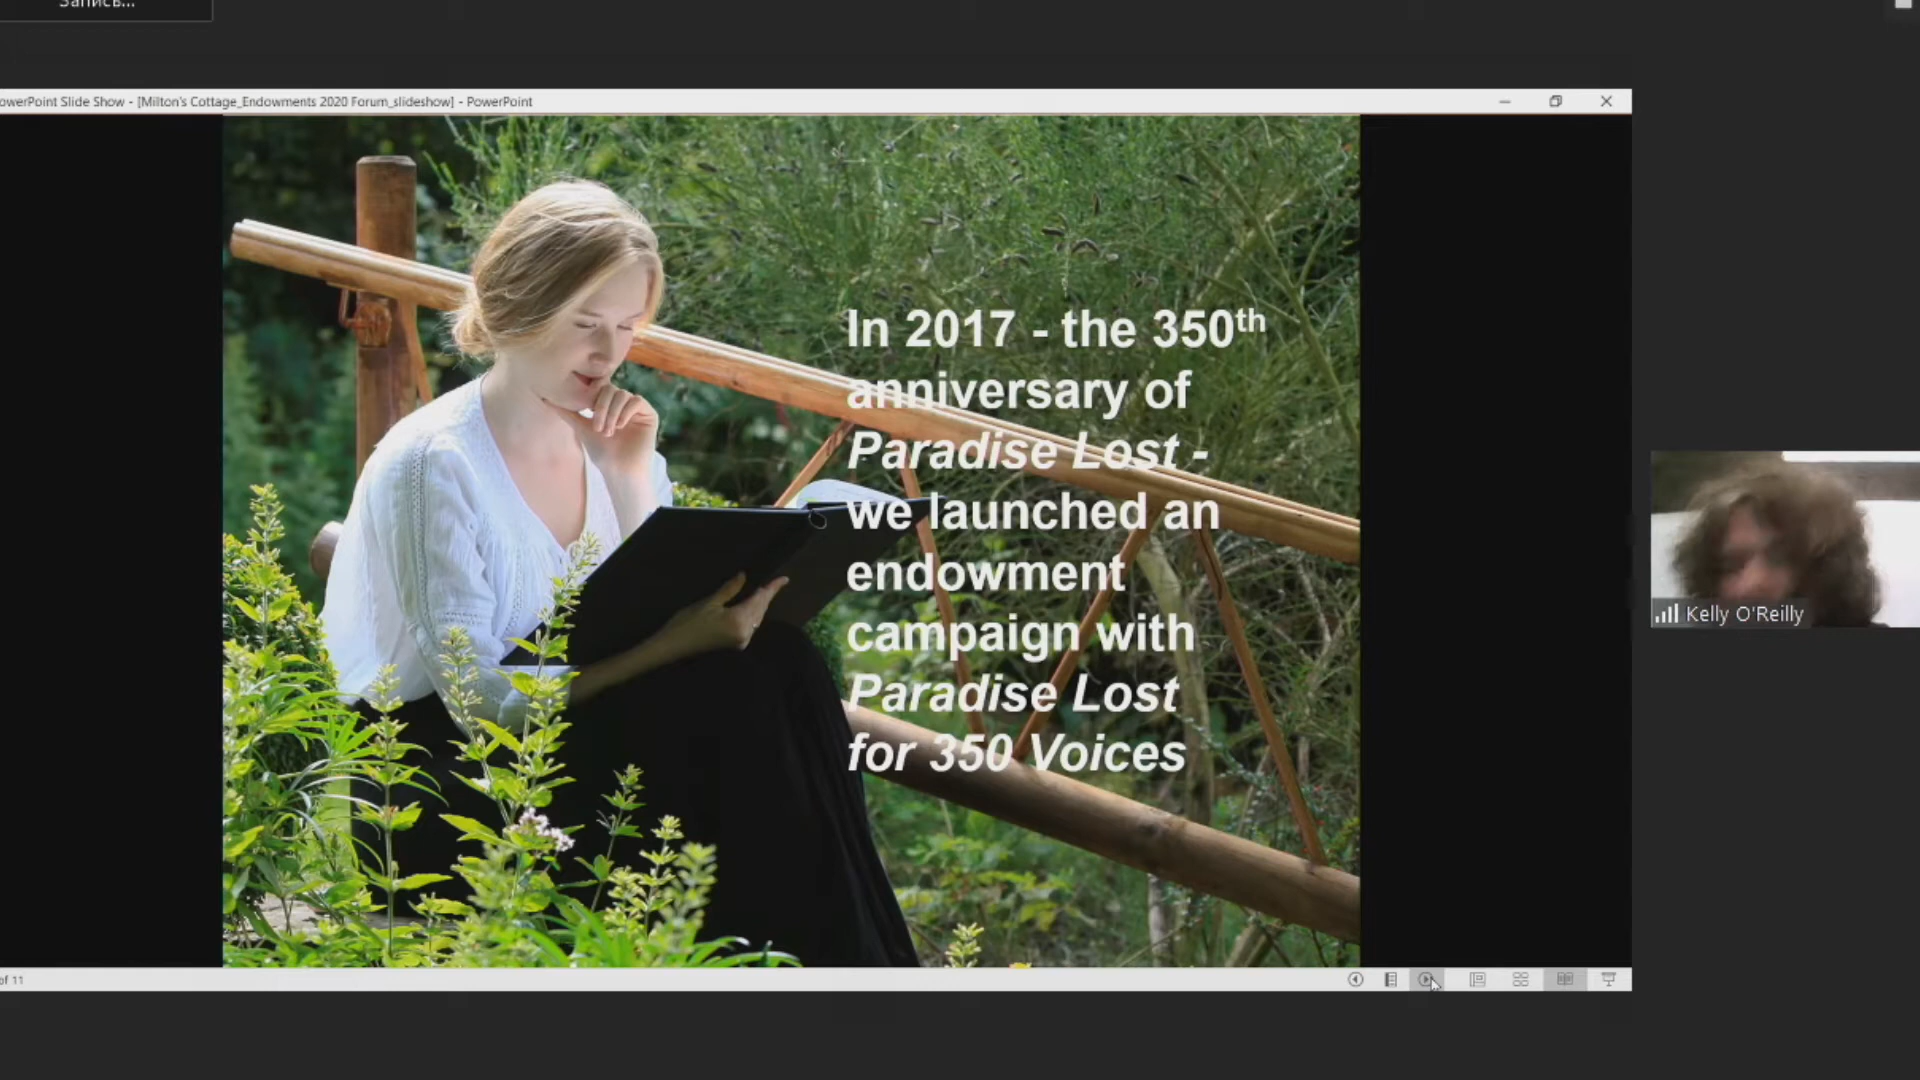 Запись...
owerPoint Slide Show - [Milton's Cottage_Endowments 2020 Forum_slideshow] - PowerPoint
In 2017 - the 350th
anniversary of
Paradise Lost -
we launched an
endowment
campaign with
Paradise Lost
for 350 Voices
Kelly O'Reilly
of 11